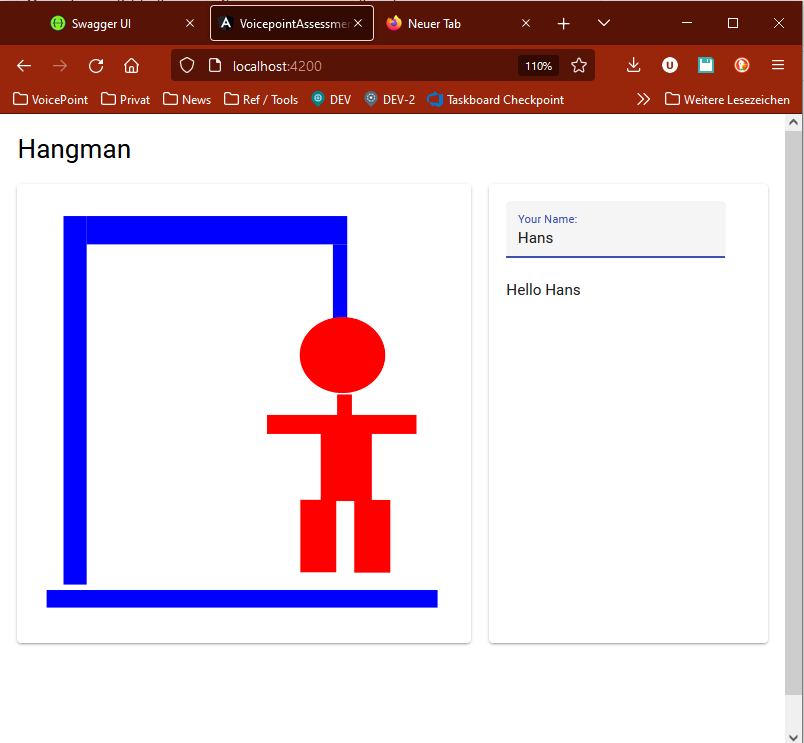 Swagger UI
VoicepointAssessmen
Neuer Tab
localhost:4200
110%
U
VoicePoint
Privat
News
Ref / Tools
DEV
DEV-2
Taskboard Checkpoint
Weitere Lesezeichen
Hangman
Your Name:
Hans
Hello Hans